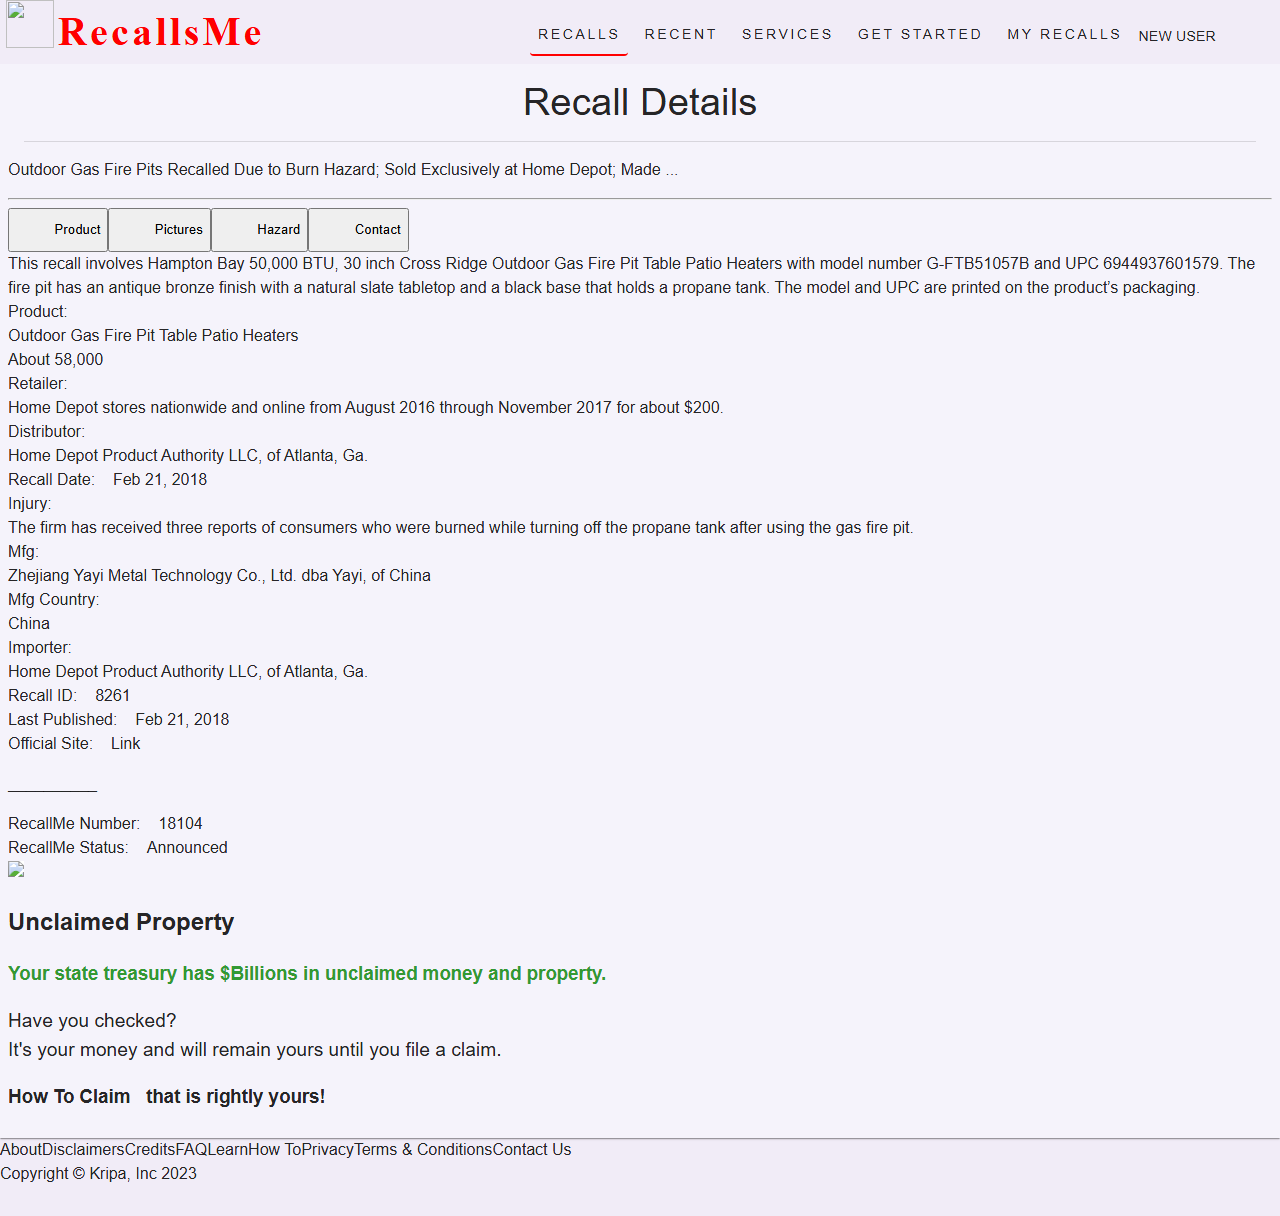 RecallsMe
RECALLS RECENT SERVICES GET STARTED MY RECALLS NEW USER
Recall Details
Outdoor Gas Fire Pits Recalled Due to Burn Hazard; Sold Exclusively at Home Depot; Made ...
Product Pictures Hazard Contact
This recall involves Hampton Bay 50,000 BTU, 30 inch Cross Ridge Outdoor Gas Fire Pit Table Patio Heaters with model number G-FTB51057B and UPC 6944937601579. The
fire pit has an antique bronze finish with a natural slate tabletop and a black base that holds a propane tank. The model and UPC are printed on the product’s packaging.
Product:
Outdoor Gas Fire Pit Table Patio Heaters
About 58,000
Retailer:
Home Depot stores nationwide and online from August 2016 through November 2017 for about $200.
Distributor:
Home Depot Product Authority LLC, of Atlanta, Ga.
Recall Date: Feb 21, 2018
Injury:
The firm has received three reports of consumers who were burned while turning off the propane tank after using the gas fire pit.
Mfg:
Zhejiang Yayi Metal Technology Co., Ltd. dba Yayi, of China
Mfg Country:
China
Importer:
Home Depot Product Authority LLC, of Atlanta, Ga.
Recall ID: 8261
Last Published: Feb 21, 2018
Official Site: Link
__________
RecallMe Number: 18104
RecallMe Status: Announced
Unclaimed Property
Your state treasury has $Billions in unclaimed money and property.
Have you checked?
It's your money and will remain yours until you file a claim.
How To Claim that is rightly yours!
AboutDisclaimersCreditsFAQLearnHow ToPrivacyTerms & ConditionsContact Us
Copyright © Kripa, Inc 2023